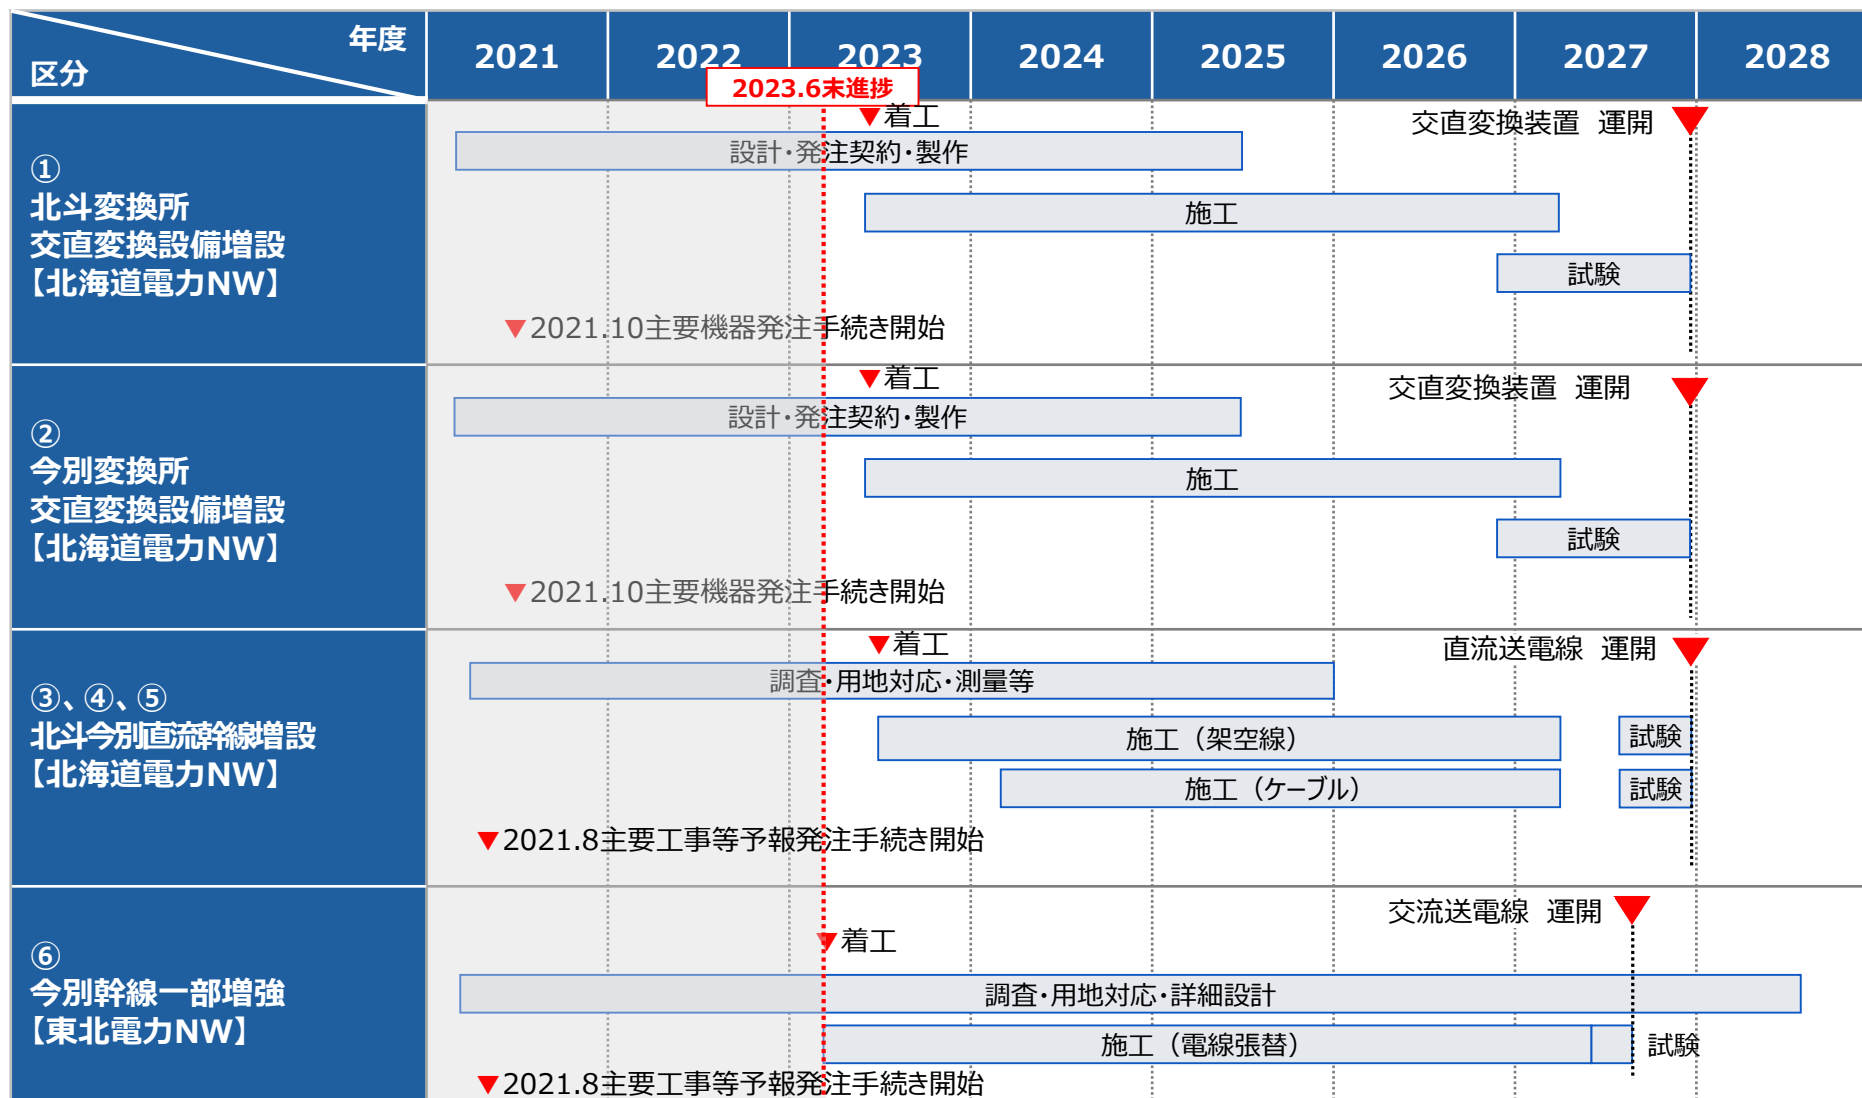 年度
区分
2021
2022
2023
2024
2025
2026
2027
2028
2023.6末進捗
①
北斗変換所
交直変換設備増設
【北海道電力NW】
▼着工
交直変換装置 運開
設計・発注契約・製作
施工
試験
▼2021.10主要機器発注手続き開始
②
今別変換所
交直変換設備増設
【北海道電力NW】
▼着工
交直変換装置 運開
設計・発注契約・製作
施工
試験
▼2021.10主要機器発注手続き開始
③、④、⑤
北斗今別直流幹線増設
【北海道電力NW】
▼着工
直流送電線 運開
調査・用地対応・測量等
施工（架空線）
試験
施工（ケーブル）
試験
▼2021.8主要工事等予報発注手続き開始
⑥
今別幹線一部増強
【東北電力NW】
交流送電線 運開
▼着工
調査・用地対応・詳細設計
施工（電線張替）
試験
▼2021.8主要工事等予報発注手続き開始